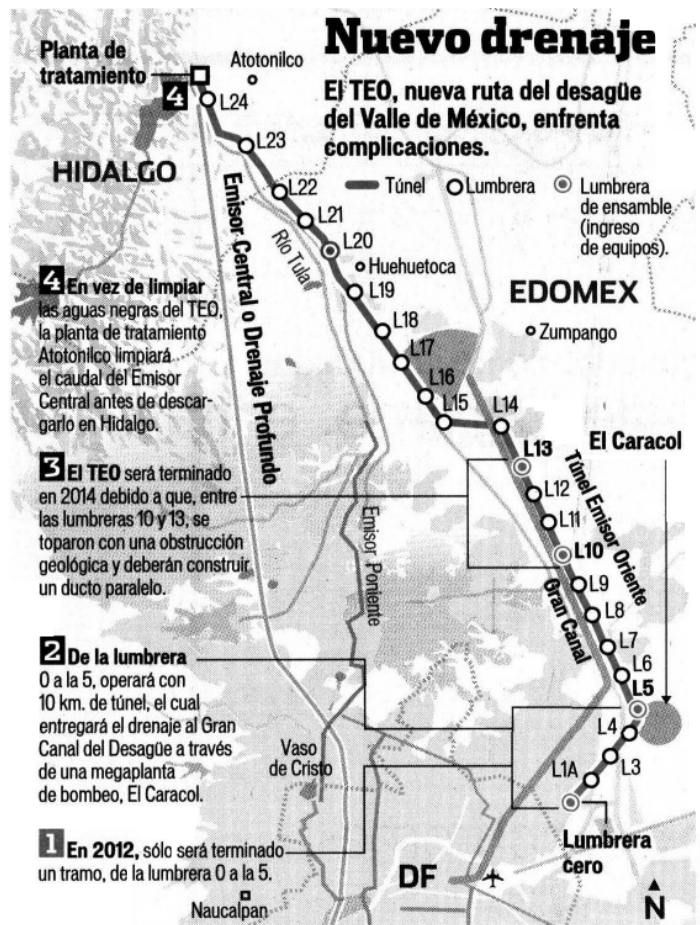 Nuevo drenaje
El TEO, nueva ruta del desagüe
del Valle de México, enfrenta
complicaciones.
Túnel
Lumbrera
Lumbrera
de ensamble
(ingreso
de equipos).
Planta de
tratamiento
Atotonilco
4
L24
L23
HIDALGO
L22
L21
L20
Emisor Central o Drenaje Profundo
Río Tula
Huehuetoca
L19
EDOMEX
L18
Zumpango
L17
L16
L15
L14
El Caracol
L13
L12
Túnel Emisor Oriente
L11
L10
L9
Gran Canal
L8
L7
L6
L5
L4
L3
L1A
Lumbrera
cero
Emisor Poniente
4 En vez de limpiar
las aguas negras del TEO,
la planta de tratamiento
Atotonilco limpiará
el caudal del Emisor
Central antes de descar-
garlo en Hidalgo.
3 El TEO será terminado
en 2014 debido a que, entre
las lumbreras 10 y 13, se
toparon con una obstrucción
geológica y deberán construir
un ducto paralelo.
2 De la lumbrera
0 a la 5, operará con
10 km. de túnel, el cual
entregará el drenaje al Gran
Canal del Desagüe a través
de una megaplanta
de bombeo, El Caracol.
Vaso
de Cristo
1 En 2012, sólo será terminado
un tramo, de la lumbrera 0 a la 5.
DF
Naucalpan
N